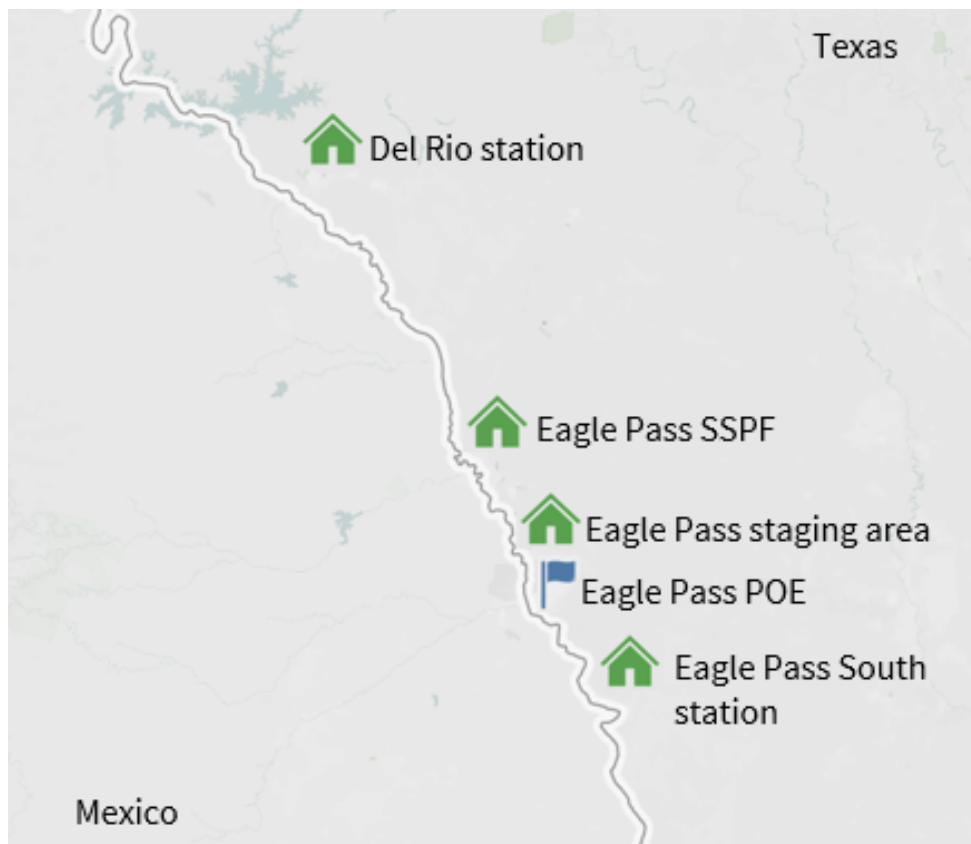 Texas
Del Rio station
Eagle Pass SSPF
Eagle Pass staging area
Eagle Pass POE
Eagle Pass South
station
Mexico